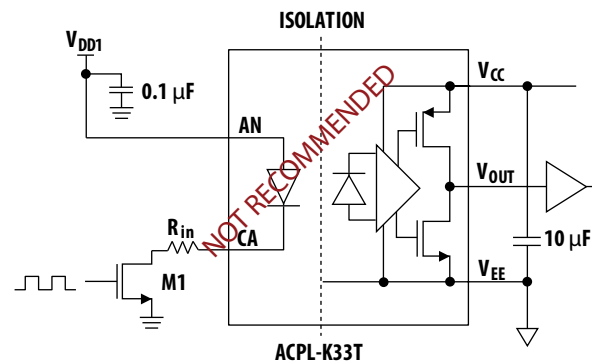 ISOLATION
VDD1
0.1 µF
AN
VCC
NOT RECOMMENDED
VOUT
Rin
CA
10 µF
M1
VEE
ACPL-K33T